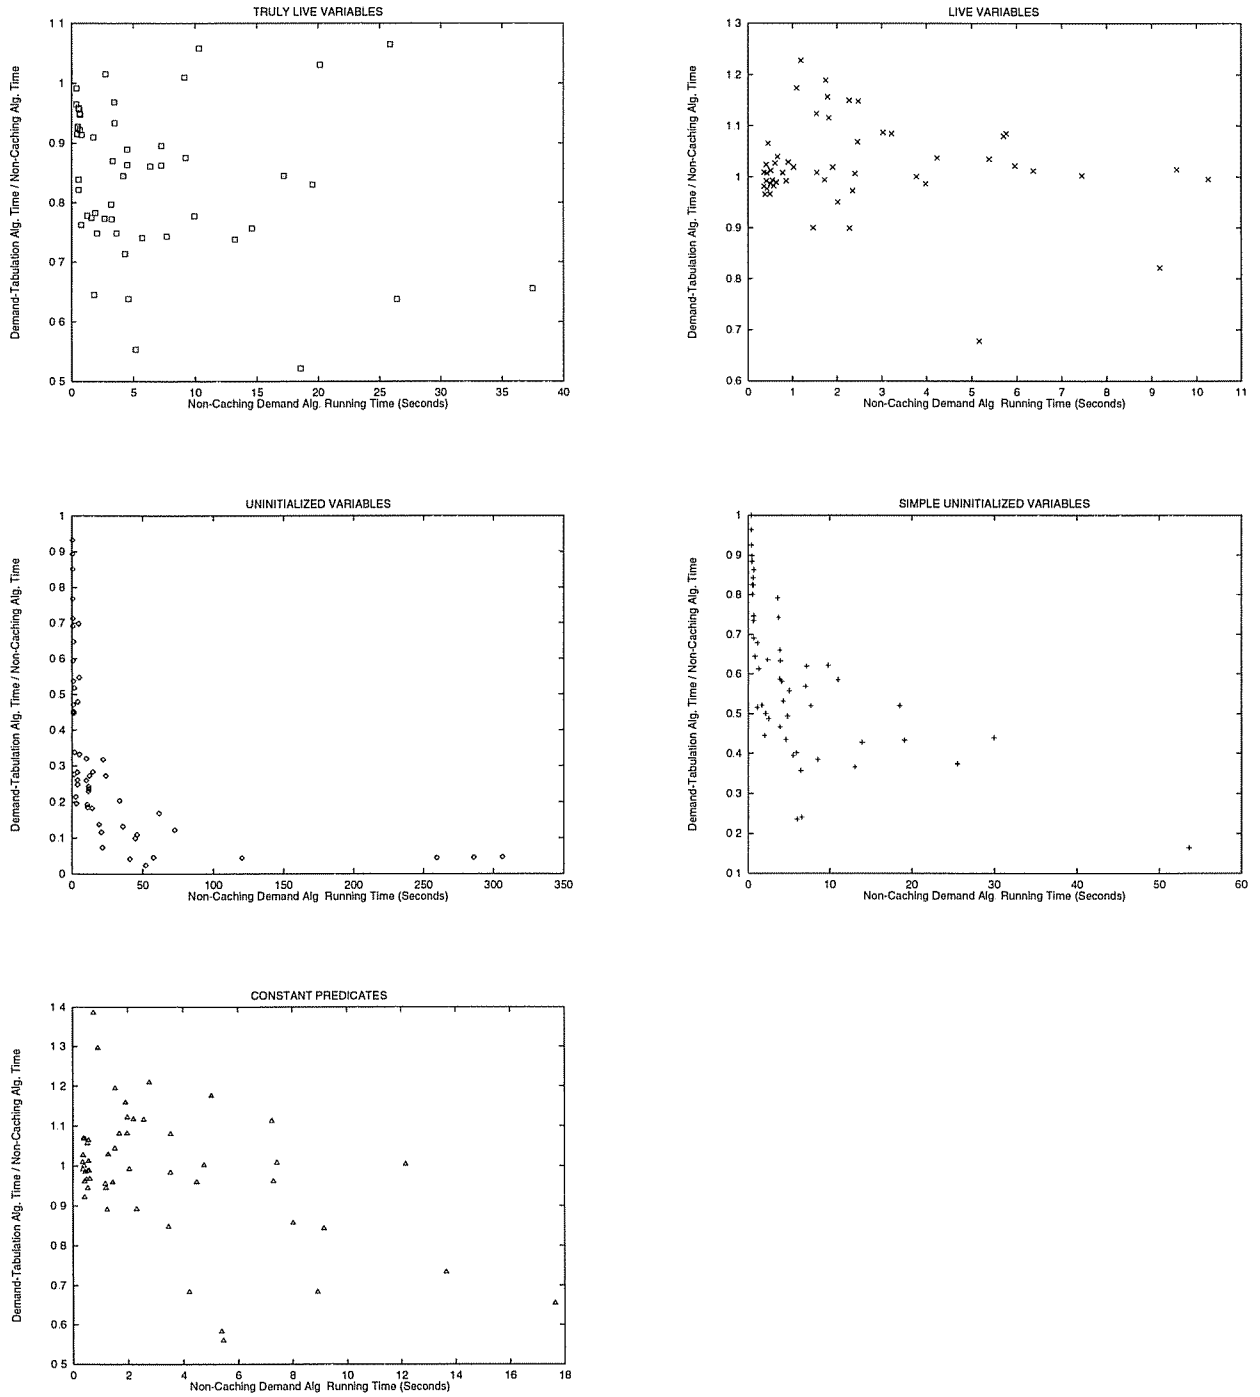 TRULY LIVE VARIABLES
Demand-Tabulation Alg. Time / Non-Caching Alg. Time
1 1
1
0 9
0 8
0 7
0 6
0 5
0 5 10 15 20 25 30 35 40
Non-Caching Demand Alg. Running Time (Seconds)
LIVE VARIABLES
Demand-Tabulation Alg. Time / Non-Caching Alg. Time
1 3
1.2
1.1
1
0 9
0 8
0 7
0 6
0 1 2 3 4 5 6 7 8 9 10 11
Non-Caching Demand Alg Running Time (Seconds)
UNINITIALIZED VARIABLES
Demand-Tabulation Alg. Time / Non-Caching Alg. Time
1
0 9
0 8
0 7
0 6
0 5
0 4
0 3
0 2
0 1
0
0 50 100 150 200 250 300 350
Non-Caching Demand Alg Running Time (Seconds)
SIMPLE UNINITIALIZED VARIABLES
Demand-Tabulation Alg. Time / Non-Caching Alg. Time
1
0 9
0 8
0 7
0 6
0 5
0 4
0 3
0 2
0 1
0 10 20 30 40 50 60
Non-Caching Demand Alg Running Time (Seconds)
CONSTANT PREDICATES
Demand-Tabulation Alg. Time / Non-Caching Alg. Time
1 4
1 3
1 2
1 1
1
0 9
0 8
0 7
0 6
0 5
0 2 4 6 8 10 12 14 16 18
Non-Caching Demand Alg Running Time (Seconds)